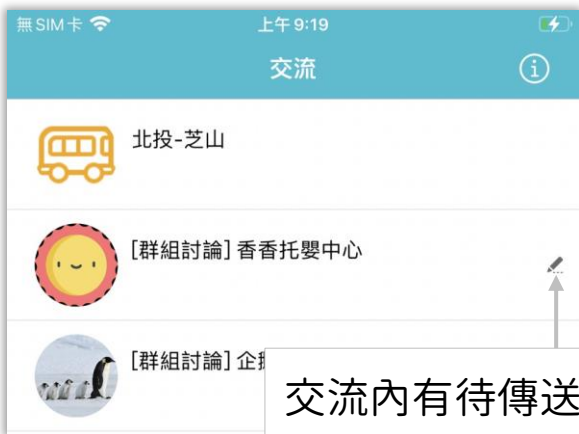 無SIM卡
上午9:19
交流
北投-芝山
[群組討論] 香香托嬰中心
[群組討論] 企
交流內有待傳送